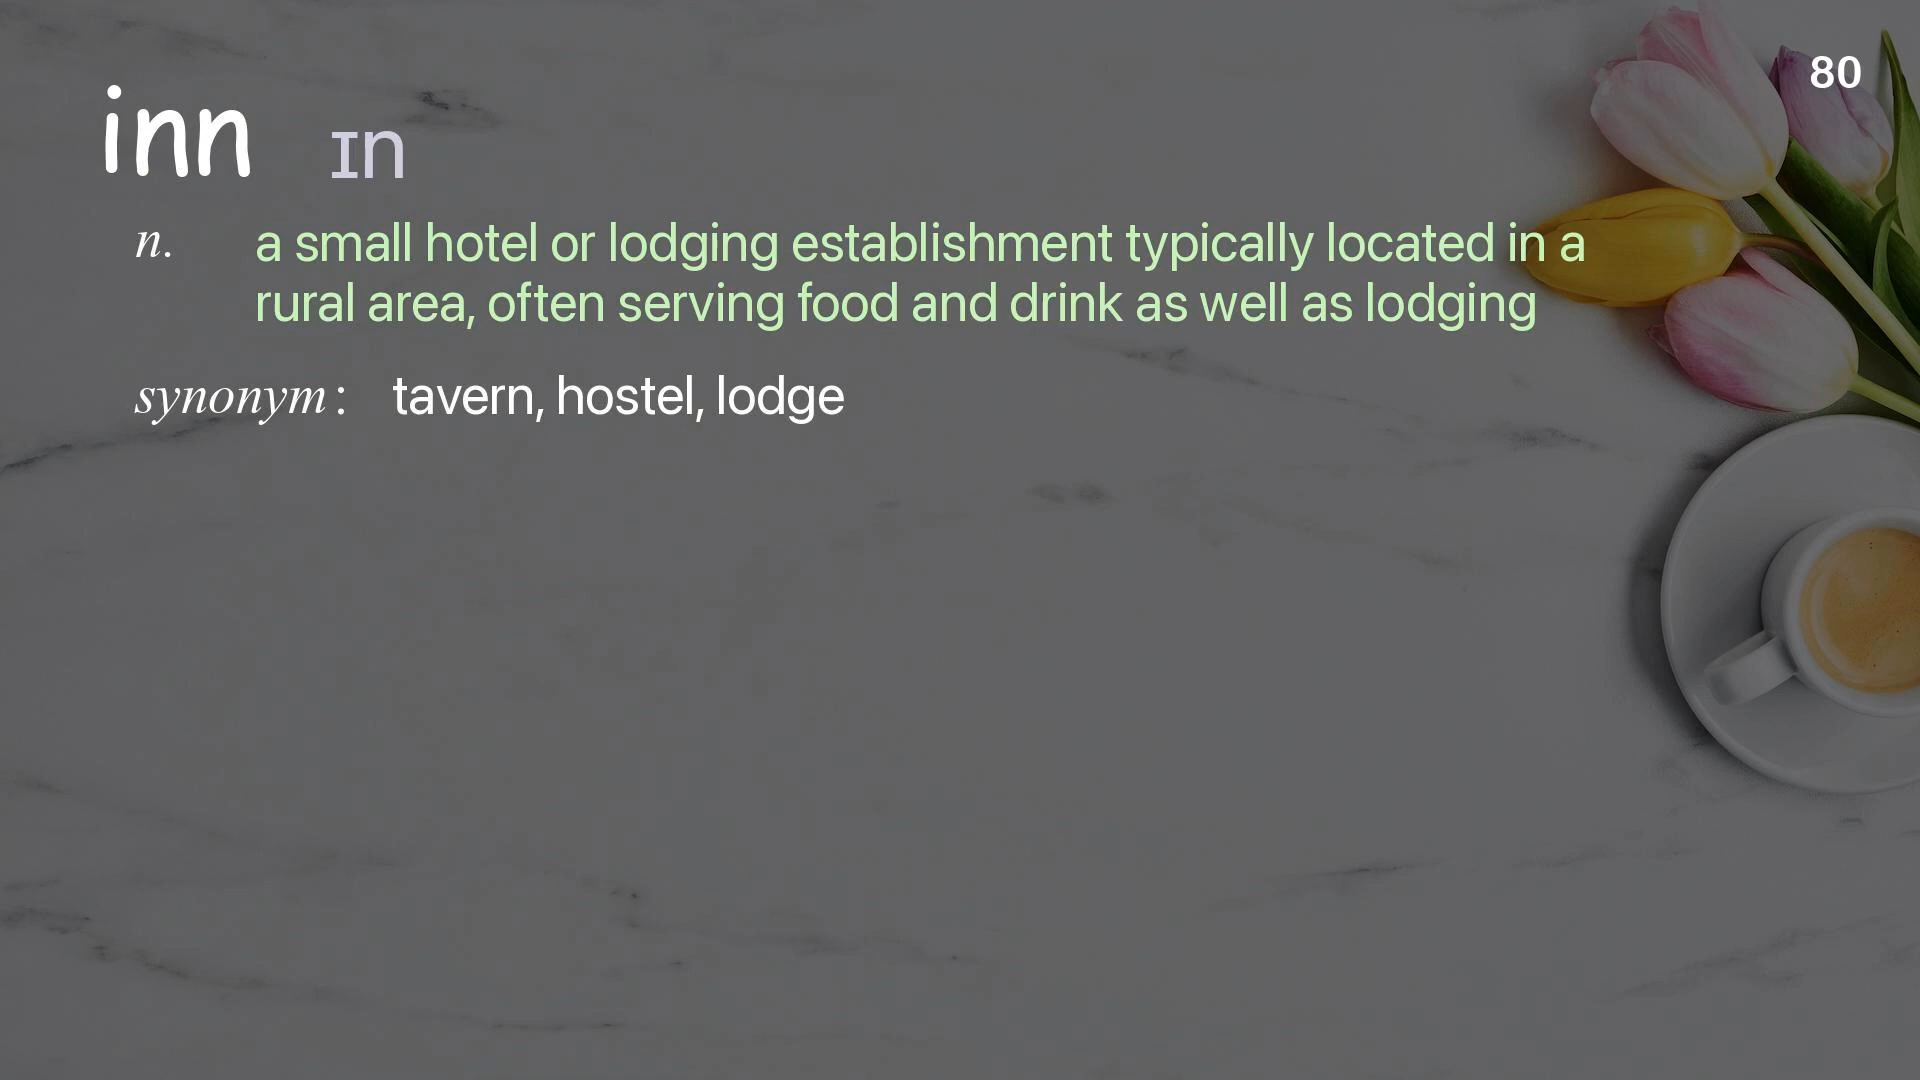 80
inn ɪn
n. a small hotel or lodging establishment typically located in a
rural area, often serving food and drink as well as lodging
synonym : tavern, hostel, lodge